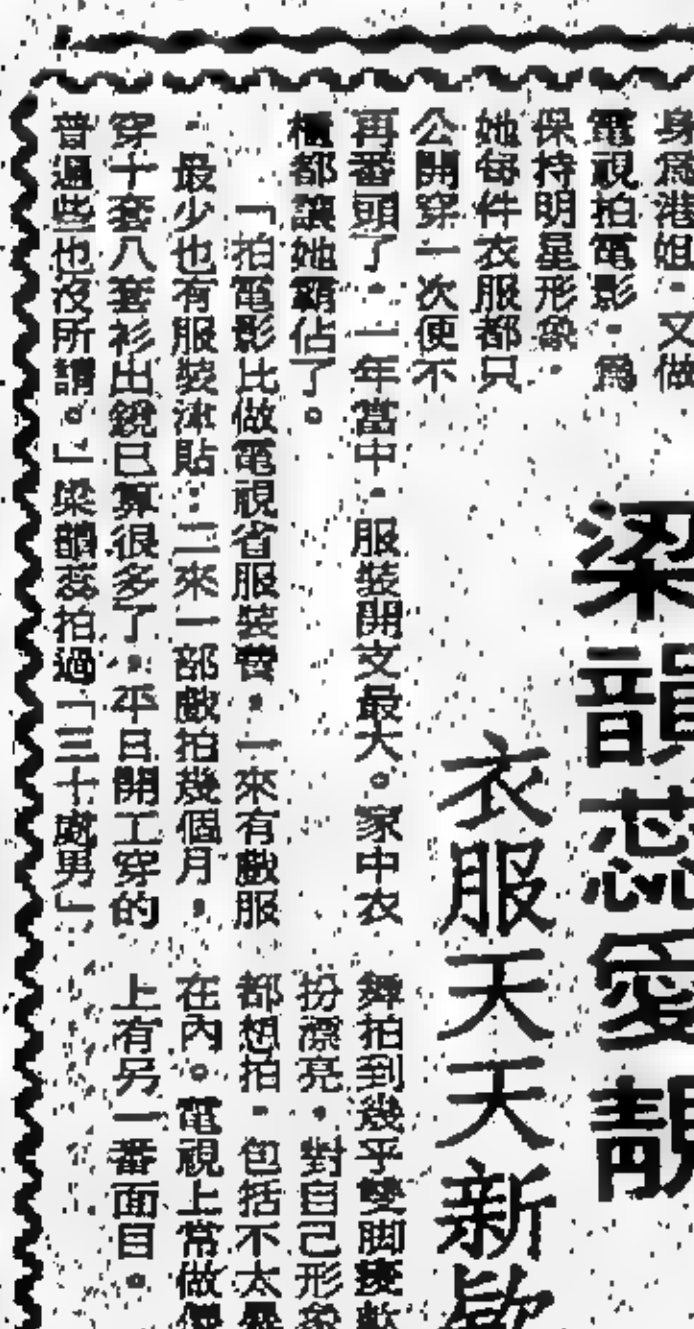 梁韻蕊愛靚
衣服天天新款
身為港姐，又做
電視拍電影，為
保持明星形象，
她每件衣服都只
公開穿一次便不
再番頭了，一年當中，服裝開支最大。家中衣
櫃都讓她霸佔了。
「拍電影比做電視省服裝費，一來有戲服
，最少也有服裝津貼；二來一部戲拍幾個月，
穿十套八套衫出鏡已算很多了，平日開工穿的
普通些也沒所謂。」梁韻蕊拍過「三十處男」
舞拍到幾乎雙脚
扮漂亮，對自己形象
都想拍，包括不太
在內。電視上常做
上有另一番面目。